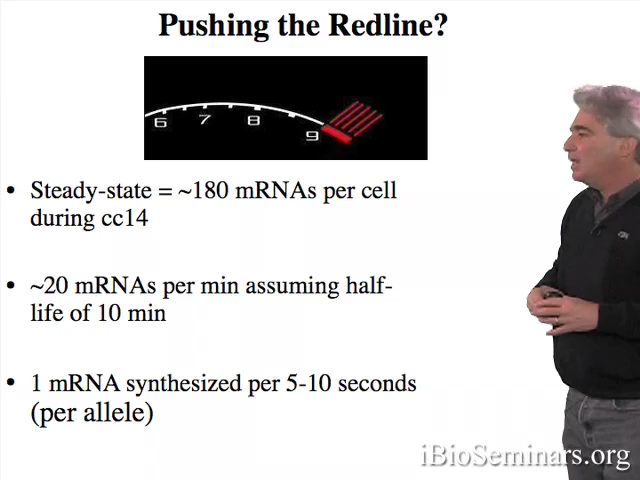 Pushing the Redline?
6 7 8 9
• Steady-state = ~180 mRNAs per cell
during cc14
• ~20 mRNAs per min assuming half-
life of 10 min
• 1 mRNA synthesized per 5-10 seconds
(per allele)
iBioSeminars.org